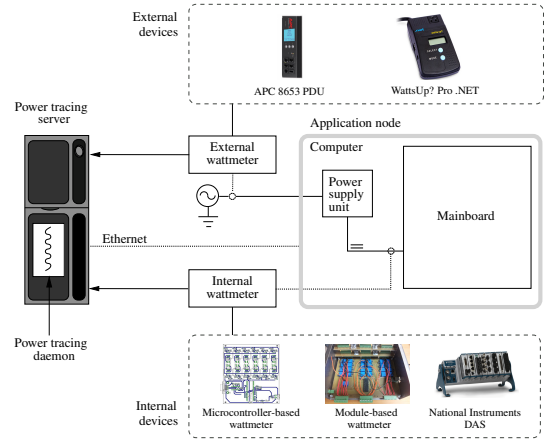 External
devices
APC 8653 PDU
WattsUp? Pro .NET
Power tracing
server
Application node
External
wattmeter
Computer
Power
supply
unit
Mainboard
Ethernet
Internal
wattmeter
Power tracing
daemon
Internal
devices
Microcontroller-based
wattmeter
Module-based
wattmeter
National Instruments
DAS